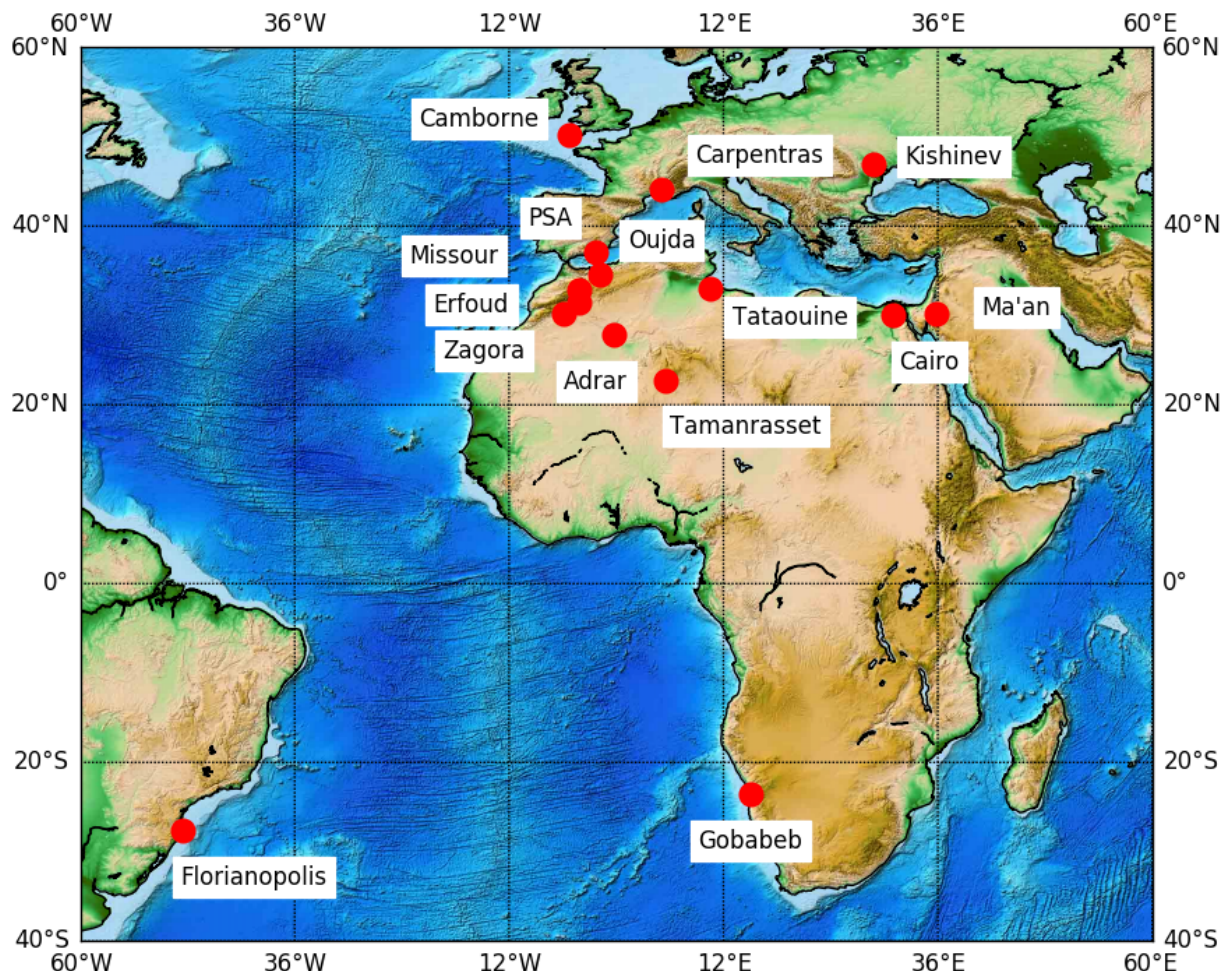 60°W 36°W 12°W 12°E 36°E 60°E
60°N 60°N
Camborne
Carpentras Kishinev
PSA
40°N 40°N
Oujda
Missour
Erfoud
Tataouine
Ma'an
Zagora
Cairo
Adrar
20°N 20°N
Tamanrasset
0° 0°
20°S 20°S
Gobabeb
Florianopolis
40°S 40°S
60°W 36°W 12°W 12°E 36°E 60°E